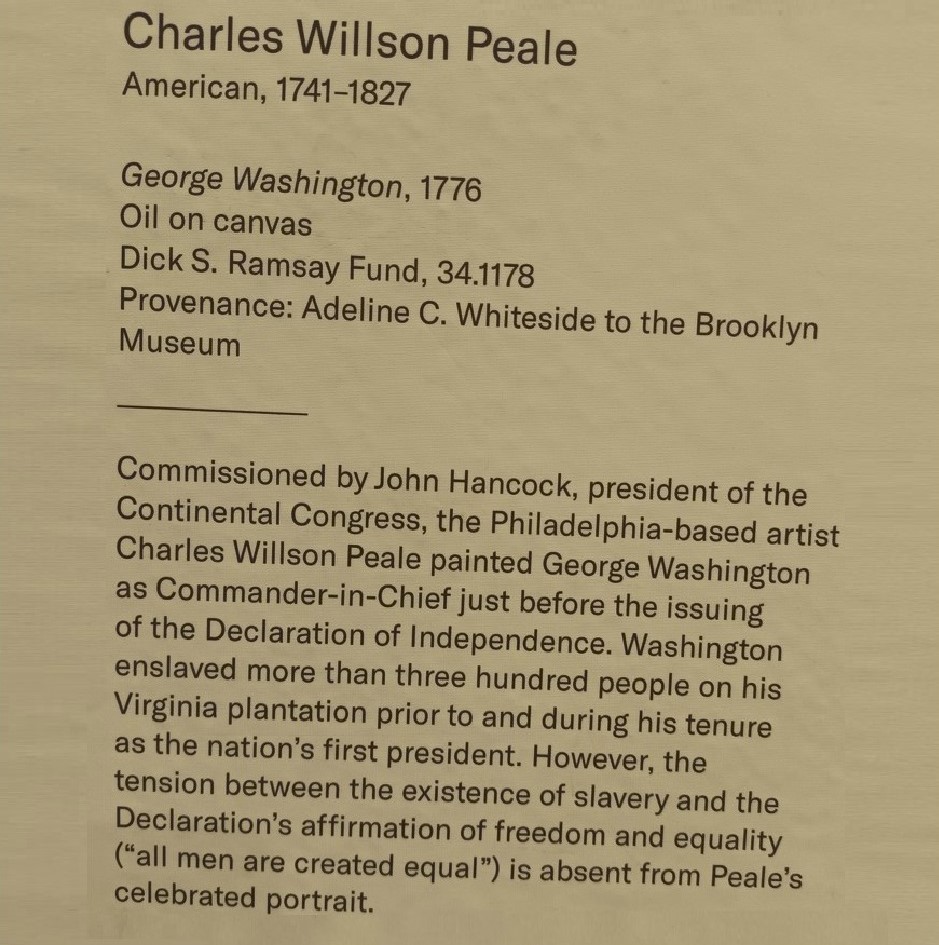 Charles Willson Peale
American, 1741–1827
George Washington, 1776
Oil on canvas
Dick S. Ramsay Fund, 34.1178
Provenance: Adeline C. Whiteside to the Brooklyn
Museum
Commissioned by John Hancock, president of the
Continental Congress, the Philadelphia-based artist
Charles Willson Peale painted George Washington
as Commander-in-Chief just before the issuing
of the Declaration of Independence. Washington
enslaved more than three hundred people on his
Virginia plantation prior to and during his tenure
as the nation’s first president. However, the
tension between the existence of slavery and the
Declaration’s affirmation of freedom and equality
(“all men are created equal”) is absent from Peale’s
celebrated portrait.